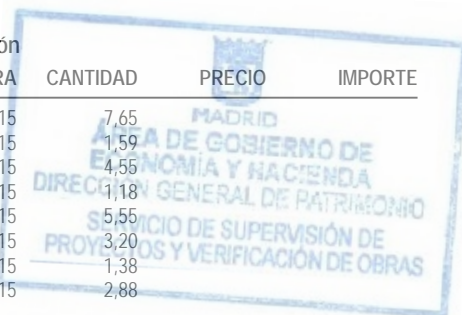 ón
RA CANTIDAD PRECIO IMPORTE
15 7,65
15 1,59
15 4,55
15 1,18
15 5,55
15 3,20
15 1,38
15 2,88
MADRID
ÁREA DE GOBIERNO DE
ECONOMÍA Y HACIENDA
DIRECCIÓN GENERAL DE PATRIMONIO
SERVICIO DE SUPERVISIÓN DE
PROYECTOS Y VERIFICACIÓN DE OBRAS